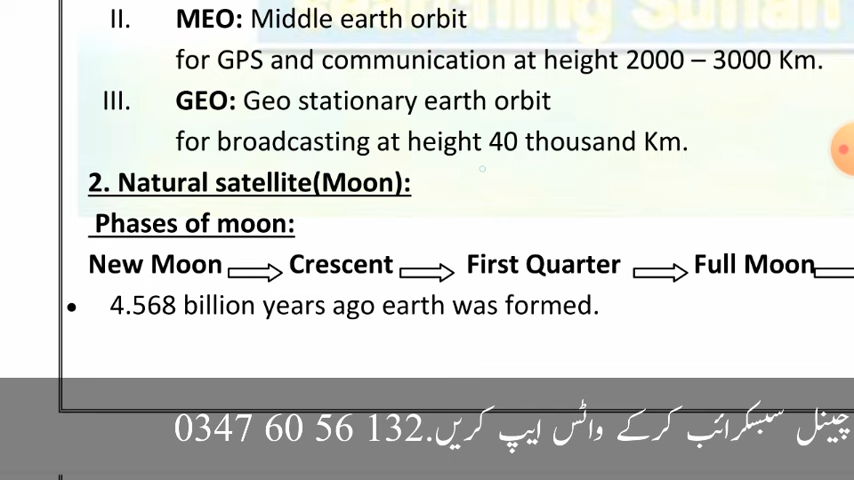 II. MEO: Middle earth orbit
for GPS and communication at height 2000 – 3000 Km.
III. GEO: Geo stationary earth orbit
for broadcasting at height 40 thousand Km.
2. Natural satellite(Moon):
Phases of moon:
New Moon Crescent First Quarter Full Moon
• 4.568 billion years ago earth was formed.
چینل سبسکرائب کرکے واٹس ایپ کریں.0347 60 56 132